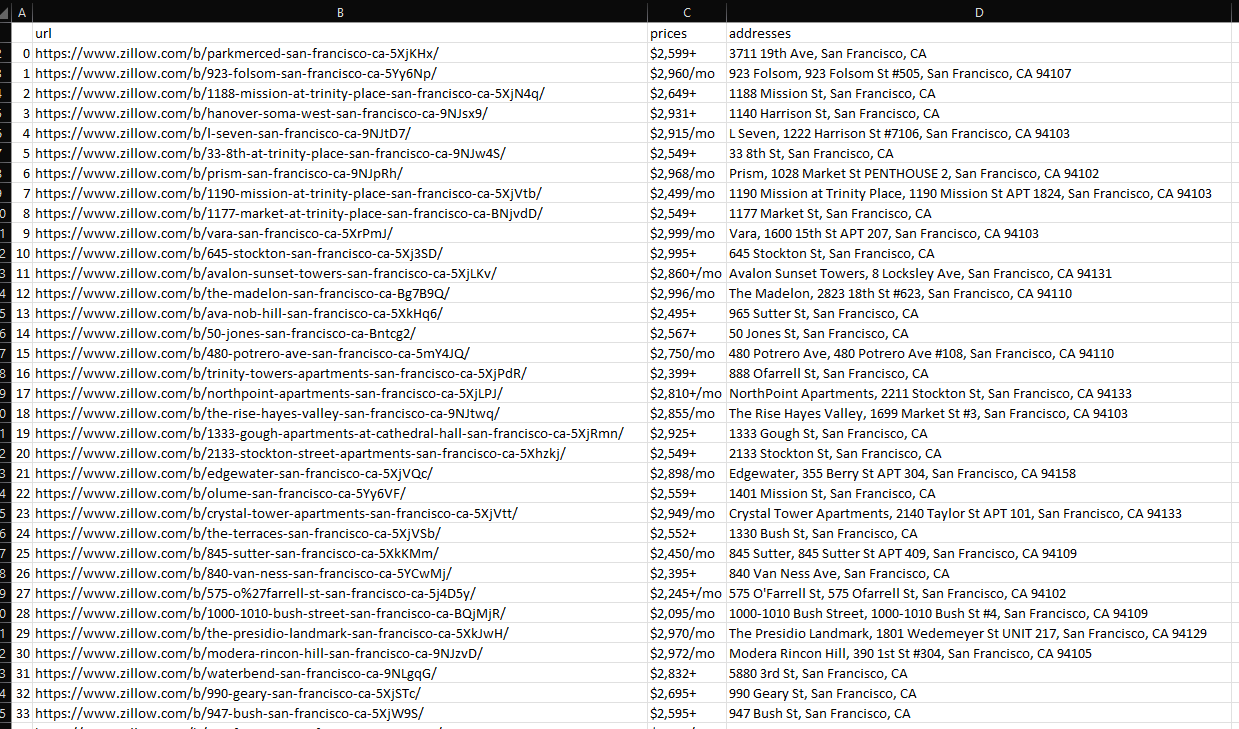 A B C D
url prices addresses
0 https://www.zillow.com/b/parkmerced-san-francisco-ca-5XjKHx/ $2,599+ 3711 19th Ave, San Francisco, CA
1 https://www.zillow.com/b/923-folsom-san-francisco-ca-5Yy6Np/ $2,960/mo 923 Folsom, 923 Folsom St #505, San Francisco, CA 94107
2 https://www.zillow.com/b/1188-mission-at-trinity-place-san-francisco-ca-5XjN4q/ $2,649+ 1188 Mission St, San Francisco, CA
3 https://www.zillow.com/b/hanover-soma-west-san-francisco-ca-9NJsx9/ $2,931+ 1140 Harrison St, San Francisco, CA
4 https://www.zillow.com/b/l-seven-san-francisco-ca-9NJtD7/ $2,915/mo L Seven, 1222 Harrison St #7106, San Francisco, CA 94103
5 https://www.zillow.com/b/33-8th-at-trinity-place-san-francisco-ca-9NJw4S/ $2,549+ 33 8th St, San Francisco, CA
6 https://www.zillow.com/b/prism-san-francisco-ca-9NJpRh/ $2,968/mo Prism, 1028 Market St PENTHOUSE 2, San Francisco, CA 94102
7 https://www.zillow.com/b/1190-mission-at-trinity-place-san-francisco-ca-5XjVtb/ $2,499/mo 1190 Mission at Trinity Place, 1190 Mission St APT 1824, San Francisco, CA 94103
8 https://www.zillow.com/b/1177-market-at-trinity-place-san-francisco-ca-BNjvdD/ $2,549+ 1177 Market St, San Francisco, CA
9 https://www.zillow.com/b/vara-san-francisco-ca-5XrPmJ/ $2,999/mo Vara, 1600 15th St APT 207, San Francisco, CA 94103
10 https://www.zillow.com/b/645-stockton-san-francisco-ca-5Xj3SD/ $2,995+ 645 Stockton St, San Francisco, CA
11 https://www.zillow.com/b/avalon-sunset-towers-san-francisco-ca-5XjLKv/ $2,860+/mo Avalon Sunset Towers, 8 Locksley Ave, San Francisco, CA 94131
12 https://www.zillow.com/b/the-madelon-san-francisco-ca-Bg7B9Q/ $2,996/mo The Madelon, 2823 18th St #623, San Francisco, CA 94110
13 https://www.zillow.com/b/ava-nob-hill-san-francisco-ca-5XkHq6/ $2,495+ 965 Sutter St, San Francisco, CA
14 https://www.zillow.com/b/50-jones-san-francisco-ca-Bntcg2/ $2,567+ 50 Jones St, San Francisco, CA
15 https://www.zillow.com/b/480-potrero-ave-san-francisco-ca-5mY4JQ/ $2,750/mo 480 Potrero Ave, 480 Potrero Ave #108, San Francisco, CA 94110
16 https://www.zillow.com/b/trinity-towers-apartments-san-francisco-ca-5XjPdR/ $2,399+ 888 Ofarrell St, San Francisco, CA
17 https://www.zillow.com/b/northpoint-apartments-san-francisco-ca-5XjLPJ/ $2,810+/mo NorthPoint Apartments, 2211 Stockton St, San Francisco, CA 94133
18 https://www.zillow.com/b/the-rise-hayes-valley-san-francisco-ca-9NJtwq/ $2,855/mo The Rise Hayes Valley, 1699 Market St #3, San Francisco, CA 94103
19 https://www.zillow.com/b/1333-gough-apartments-at-cathedral-hall-san-francisco-ca-5XjRmn/ $2,925+ 1333 Gough St, San Francisco, CA
20 https://www.zillow.com/b/2133-stockton-street-apartments-san-francisco-ca-5Xhzkj/ $2,549+ 2133 Stockton St, San Francisco, CA
21 https://www.zillow.com/b/edgewater-san-francisco-ca-5XjVQc/ $2,898/mo Edgewater, 355 Berry St APT 304, San Francisco, CA 94158
22 https://www.zillow.com/b/olume-san-francisco-ca-5Yy6VF/ $2,559+ 1401 Mission St, San Francisco, CA
23 https://www.zillow.com/b/crystal-tower-apartments-san-francisco-ca-5XjVtt/ $2,949/mo Crystal Tower Apartments, 2140 Taylor St APT 101, San Francisco, CA 94133
24 https://www.zillow.com/b/the-terraces-san-francisco-ca-5XjVSb/ $2,552+ 1330 Bush St, San Francisco, CA
25 https://www.zillow.com/b/845-sutter-san-francisco-ca-5XkKMm/ $2,450/mo 845 Sutter, 845 Sutter St APT 409, San Francisco, CA 94109
26 https://www.zillow.com/b/840-van-ness-san-francisco-ca-5YCwMj/ $2,395+ 840 Van Ness Ave, San Francisco, CA
27 https://www.zillow.com/b/575-o%27farrell-st-san-francisco-ca-5j4D5y/ $2,245+/mo 575 O'Farrell St, 575 Ofarrell St, San Francisco, CA 94102
28 https://www.zillow.com/b/1000-1010-bush-street-san-francisco-ca-BQjMjR/ $2,095/mo 1000-1010 Bush Street, 1000-1010 Bush St #4, San Francisco, CA 94109
29 https://www.zillow.com/b/the-presidio-landmark-san-francisco-ca-5XkJwH/ $2,970/mo The Presidio Landmark, 1801 Wedemeyer St UNIT 217, San Francisco, CA 94129
30 https://www.zillow.com/b/modera-rincon-hill-san-francisco-ca-9NJzvD/ $2,972/mo Modera Rincon Hill, 390 1st St #304, San Francisco, CA 94105
31 https://www.zillow.com/b/waterbend-san-francisco-ca-9NLgqG/ $2,832+ 5880 3rd St, San Francisco, CA
32 https://www.zillow.com/b/990-geary-san-francisco-ca-5XjSTc/ $2,695+ 990 Geary St, San Francisco, CA
33 https://www.zillow.com/b/947-bush-san-francisco-ca-5XjW9S/ $2,595+ 947 Bush St, San Francisco, CA